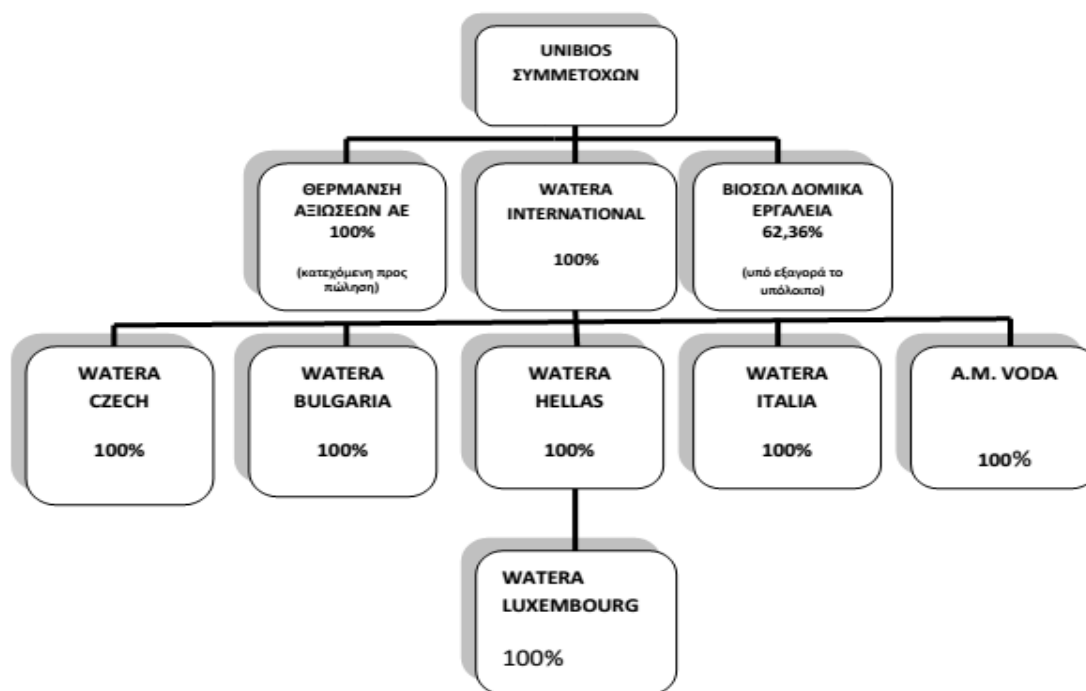 UNIBIOS
ΣΥΜΜΕΤΟΧΩΝ
ΘΕΡΜΑΝΣΗ
ΑΞΙΩΣΕΩΝ ΑΕ
100%
(κατεχόμενη προς
πώληση)
WATERA
INTERNATIONAL
100%
ΒΙΟΣΩΛ ΔΟΜΙΚΑ
ΕΡΓΑΛΕΙΑ
62,36%
(υπό εξαγορά το
υπόλοιπο)
WATERA
CZECH
100%
WATERA
BULGARIA
100%
WATERA
HELLAS
100%
WATERA
ITALIA
100%
A.M. VODA
100%
WATERA
LUXEMBOURG
100%